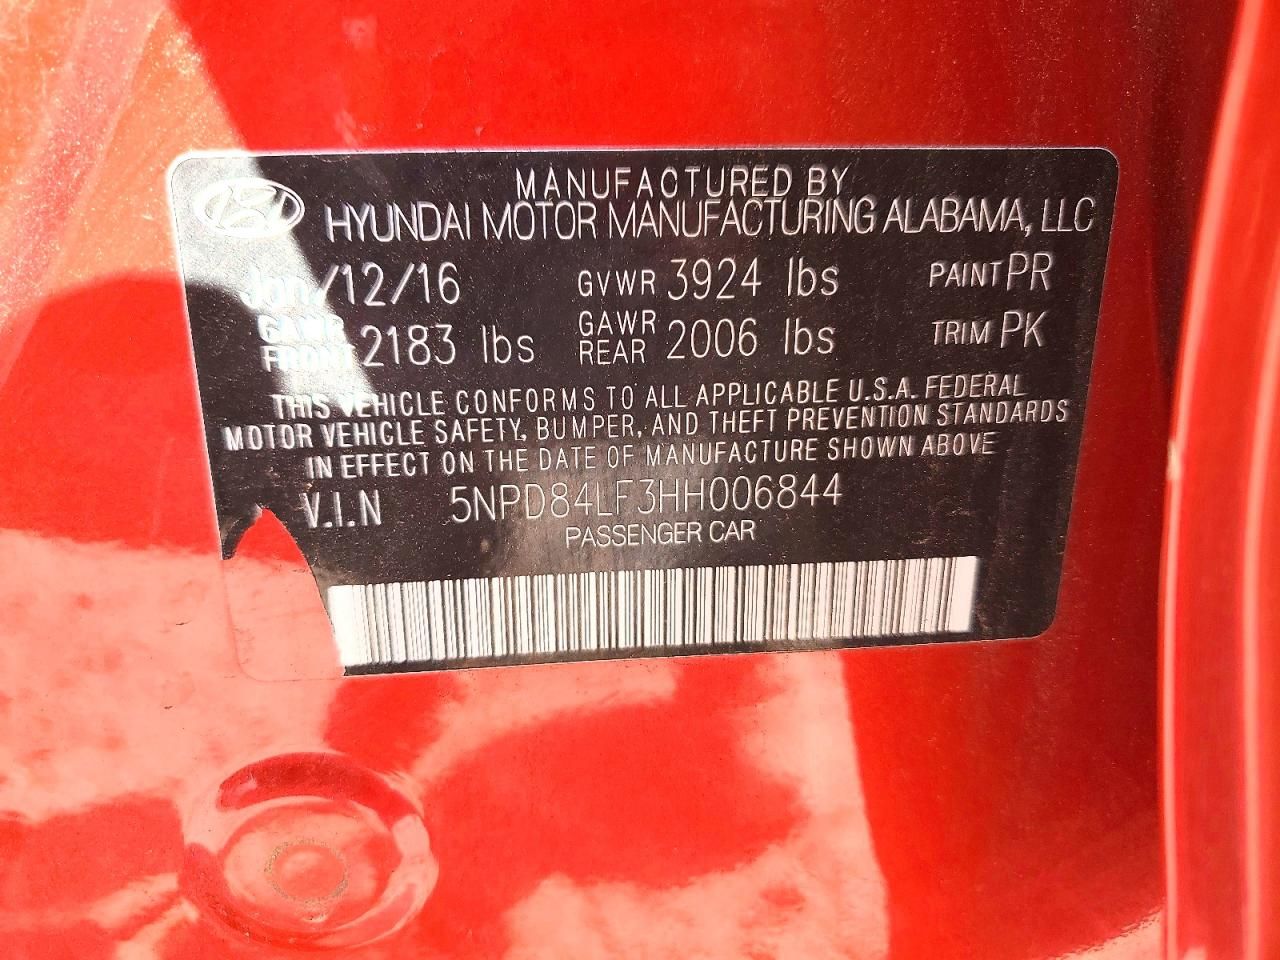 MANUFACTURED BY
HYUNDAI MOTOR MANUFACTURING ALABAMA, LLC
/12/16 GVWR 3924 lbs PAINT PR
GAWR FRONT 2183 lbs GAWR REAR 2006 lbs TRIM PK
THIS VEHICLE CONFORMS TO ALL APPLICABLE U.S.A. FEDERAL
MOTOR VEHICLE SAFETY, BUMPER, AND THEFT PREVENTION STANDARDS
IN EFFECT ON THE DATE OF MANUFACTURE SHOWN ABOVE
V.I.N 5NPD84LF3HH006844
PASSENGER CAR